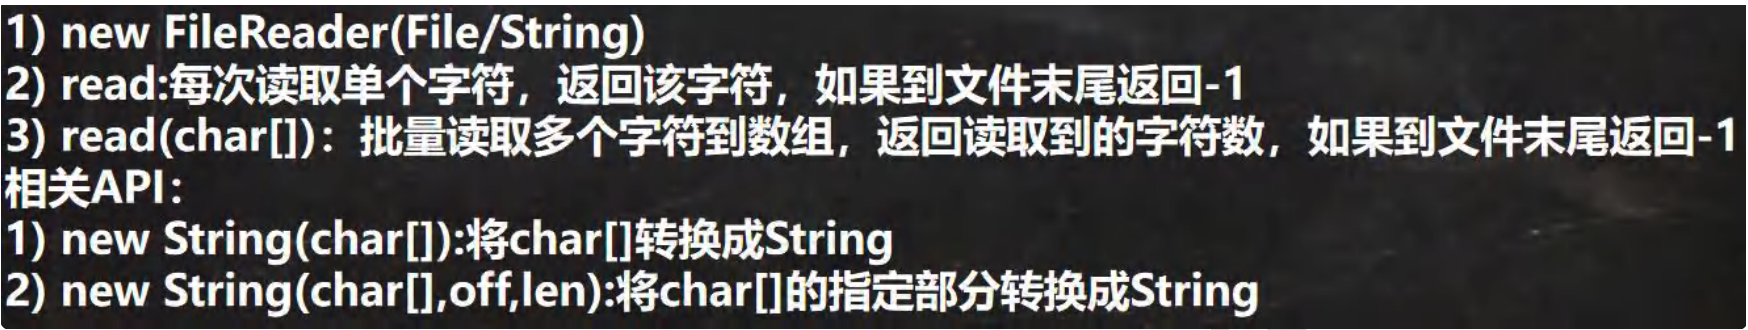 1) new FileReader(File/String)
2) read:每次读取单个字符，返回该字符，如果到文件末尾返回-1
3) read(char[])：批量读取多个字符到数组，返回读取到的字符数，如果到文件末尾返回-1
相关API：
1) new String(char[]):将char[]转换成String
2) new String(char[],off,len):将char[]的指定部分转换成String